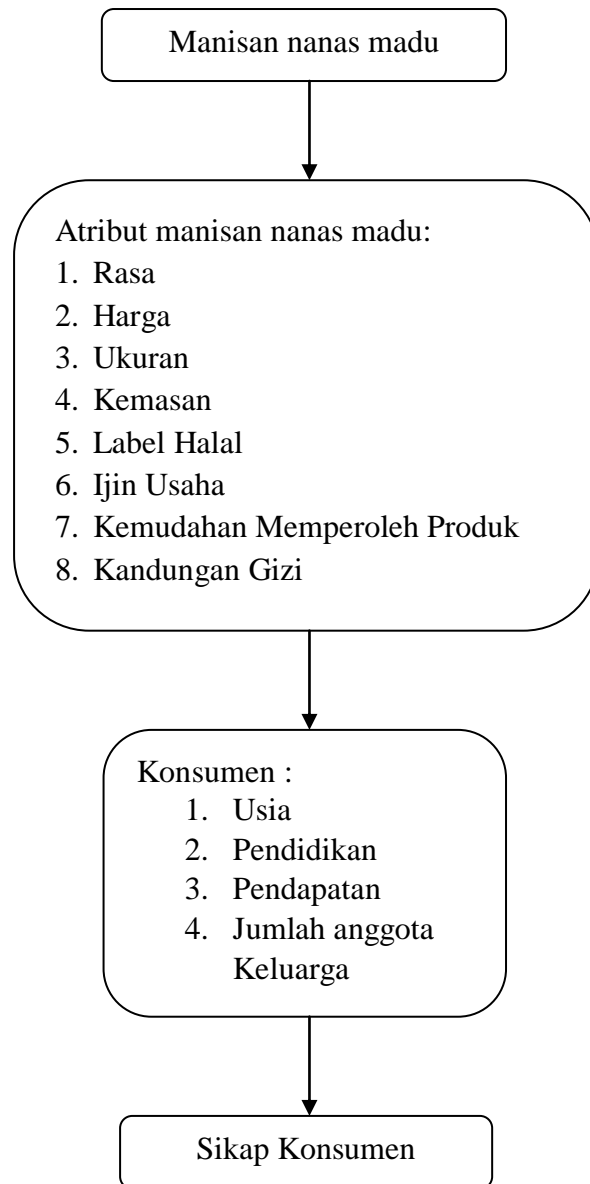 Manisan nanas madu
Atribut manisan nanas madu:
1. Rasa
2. Harga
3. Ukuran
4. Kemasan
5. Label Halal
6. Ijin Usaha
7. Kemudahan Memperoleh Produk
8. Kandungan Gizi
Konsumen :
1. Usia
2. Pendidikan
3. Pendapatan
4. Jumlah anggota
Keluarga
Sikap Konsumen